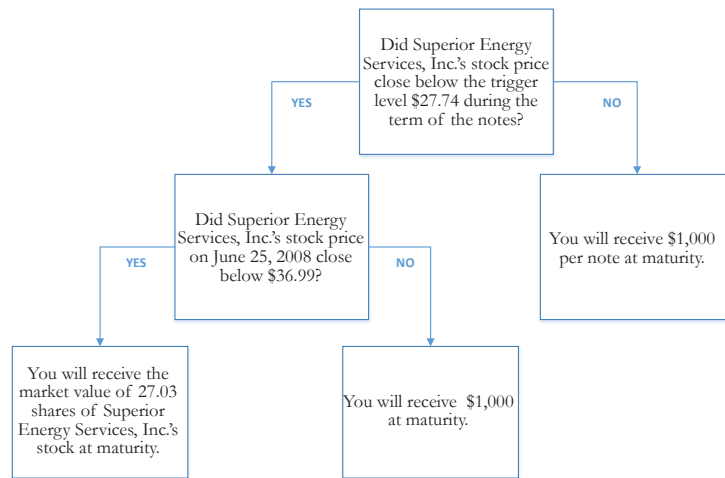 Did Superior Energy
Services, Inc.'s stock price
close below the trigger
level $27.74 during the
term of the notes?
YES
NO
Did Superior Energy
Services, Inc.'s stock price
on June 25, 2008 close
below $36.99?
You will receive $1,000
per note at maturity.
YES
NO
You will receive the
market value of 27.03
shares of Superior
Energy Services, Inc.'s
stock at maturity.
You will receive $1,000
at maturity.